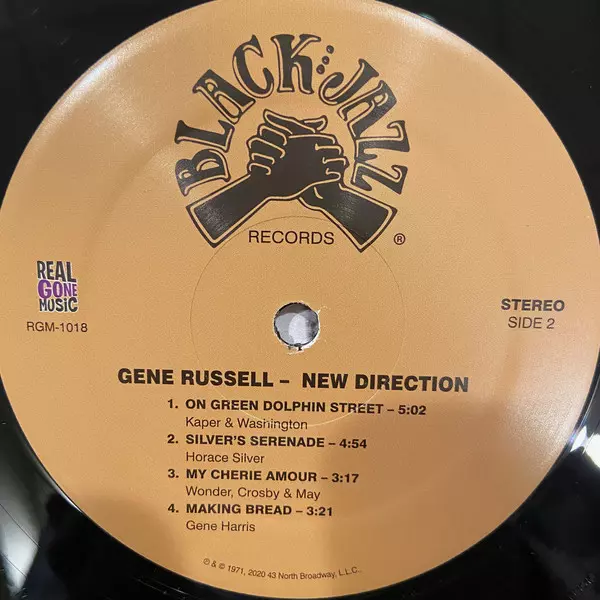 BLACK JAZZ
RECORDS ®
REAL
GONE
MUSIC
RGM-1018
STEREO
SIDE 2
GENE RUSSELL – NEW DIRECTION
1. ON GREEN DOLPHIN STREET – 5:02
Kaper & Washington
2. SILVER'S SERENADE – 4:54
Horace Silver
3. MY CHERIE AMOUR – 3:17
Wonder, Crosby & May
4. MAKING BREAD – 3:21
Gene Harris
℗ & © 1971, 2020 43 North Broadway, L.L.C.,